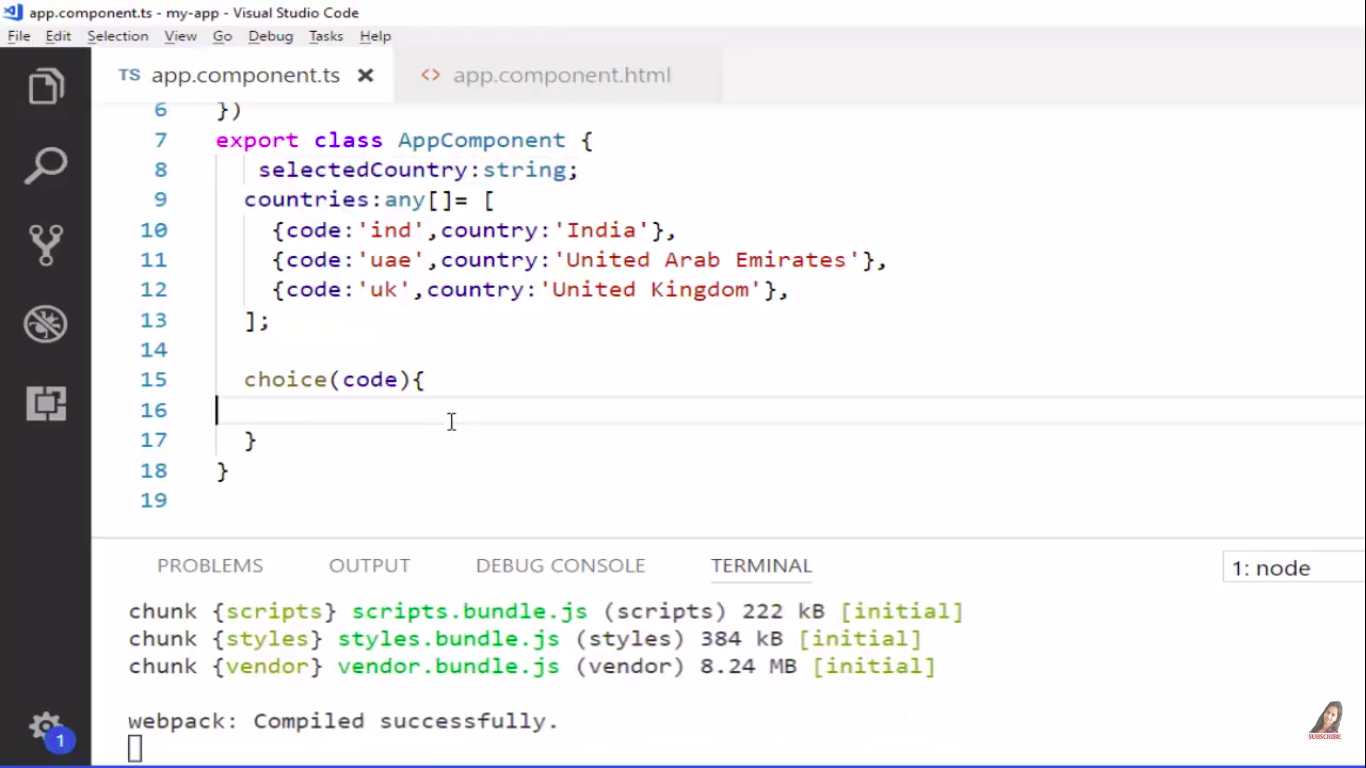 app.component.ts - my-app - Visual Studio Code
File Edit Selection View Go Debug Tasks Help
TS app.component.ts × <> app.component.html
6 })
7 export class AppComponent {
8 selectedCountry:string;
9 countries:any[]= [
10 {code:'ind',country:'India'},
11 {code:'uae',country:'United Arab Emirates'},
12 {code:'uk',country:'United Kingdom'},
13 ];
14
15 choice(code){
16
17 }
18 }
19
PROBLEMS OUTPUT DEBUG CONSOLE TERMINAL 1: node
chunk {scripts} scripts.bundle.js (scripts) 222 kB [initial]
chunk {styles} styles.bundle.js (styles) 384 kB [initial]
chunk {vendor} vendor.bundle.js (vendor) 8.24 MB [initial]
webpack: Compiled successfully.
1
SUBSCRIBE